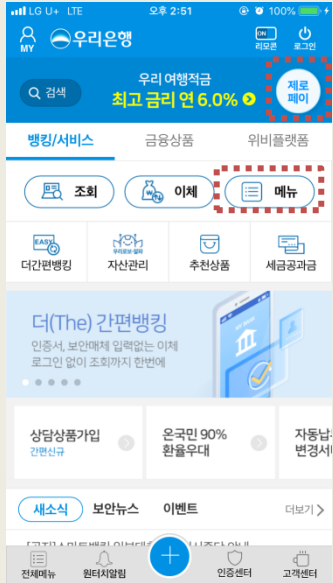 LG U+ LTE 오후 2:51 100%
MY 우리은행 ON 리모콘 로그인
검색
우리 여행적금
최고 금리 연 6.0%
제로
페이
뱅킹/서비스 금융상품 위비플랫폼
조회 이체 메뉴
EASY
우리로보-알파
더간편뱅킹 자산관리 추천상품 세금공과금
더(The) 간편뱅킹
인증서, 보안매체 입력없는 이체
로그인 없이 조회까지 한번에
상담상품가입
간편신규
온국민 90%
환율우대
자동납
변경서
새소식 보안뉴스 이벤트 더보기
전체메뉴 원터치알림 인증센터 고객센터